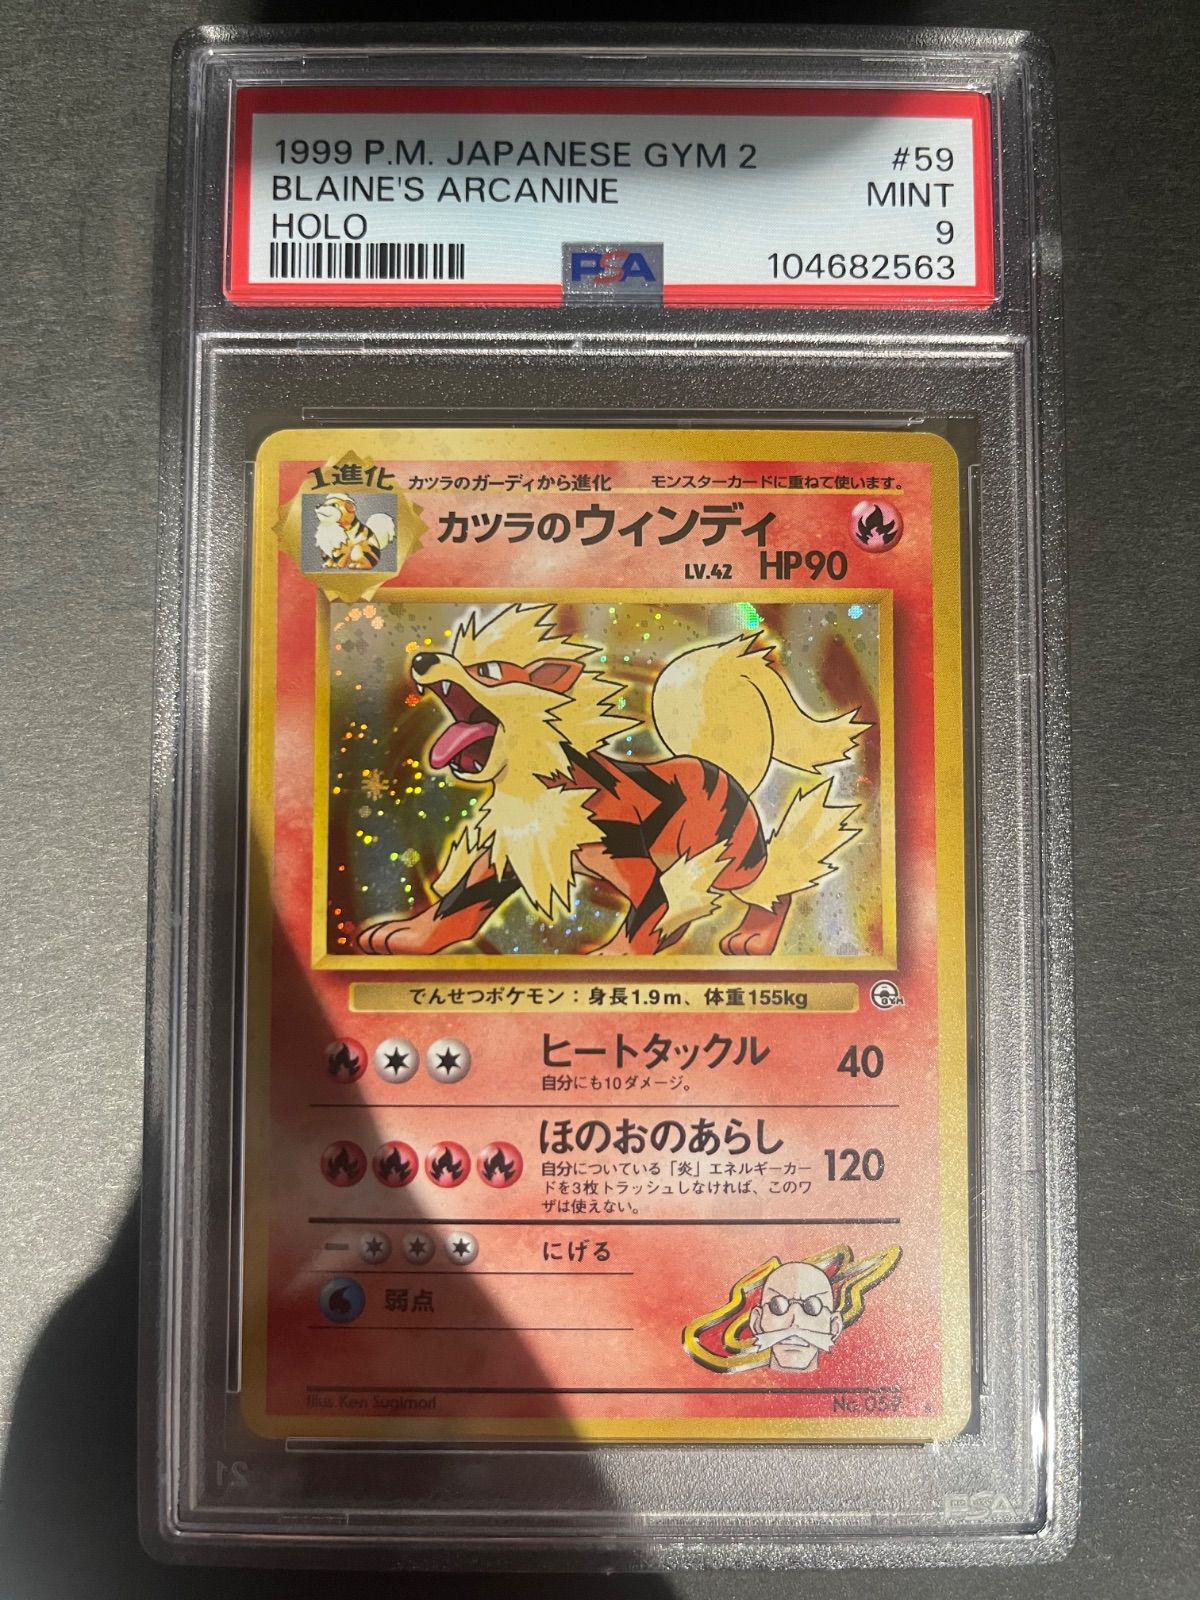 1999 P.M. JAPANESE GYM 2 #59
BLAINE'S ARCANINE MINT
HOLO 9
PSA 104682563
1進化 カツラのガーディから進化 モンスターカードに重ねて使います。
カツラのウィンディ
LV.42 HP90
でんせつポケモン：身長1.9m、体重155kg
GYM
ヒートタックル 40
自分にも10ダメージ。
ほのおのあらし 120
自分についている「炎」エネルギーカー
ドを3枚トラッシュしなければ、このワ
ザは使えない。
にげる
弱点
Illus. Ken Sugimori No.059
21 PSA